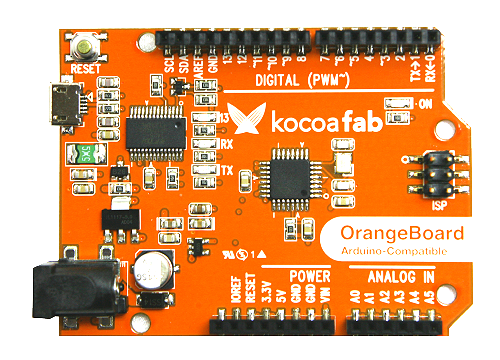 RESET
SCL
SDA
AREF
GND
13
12
~11
~10
~9
8
7
~6
~5
4
~3
2
TX→1
RX←0
DIGITAL (PWM~)
ON
13
kocoafab
RX
TX
ISP
OrangeBoard
Arduino-Compatible
1
POWER
ANALOG IN
IOREF
RESET
3.3V
5V
GND
GND
VIN
A0
A1
A2
A3
A4
A5